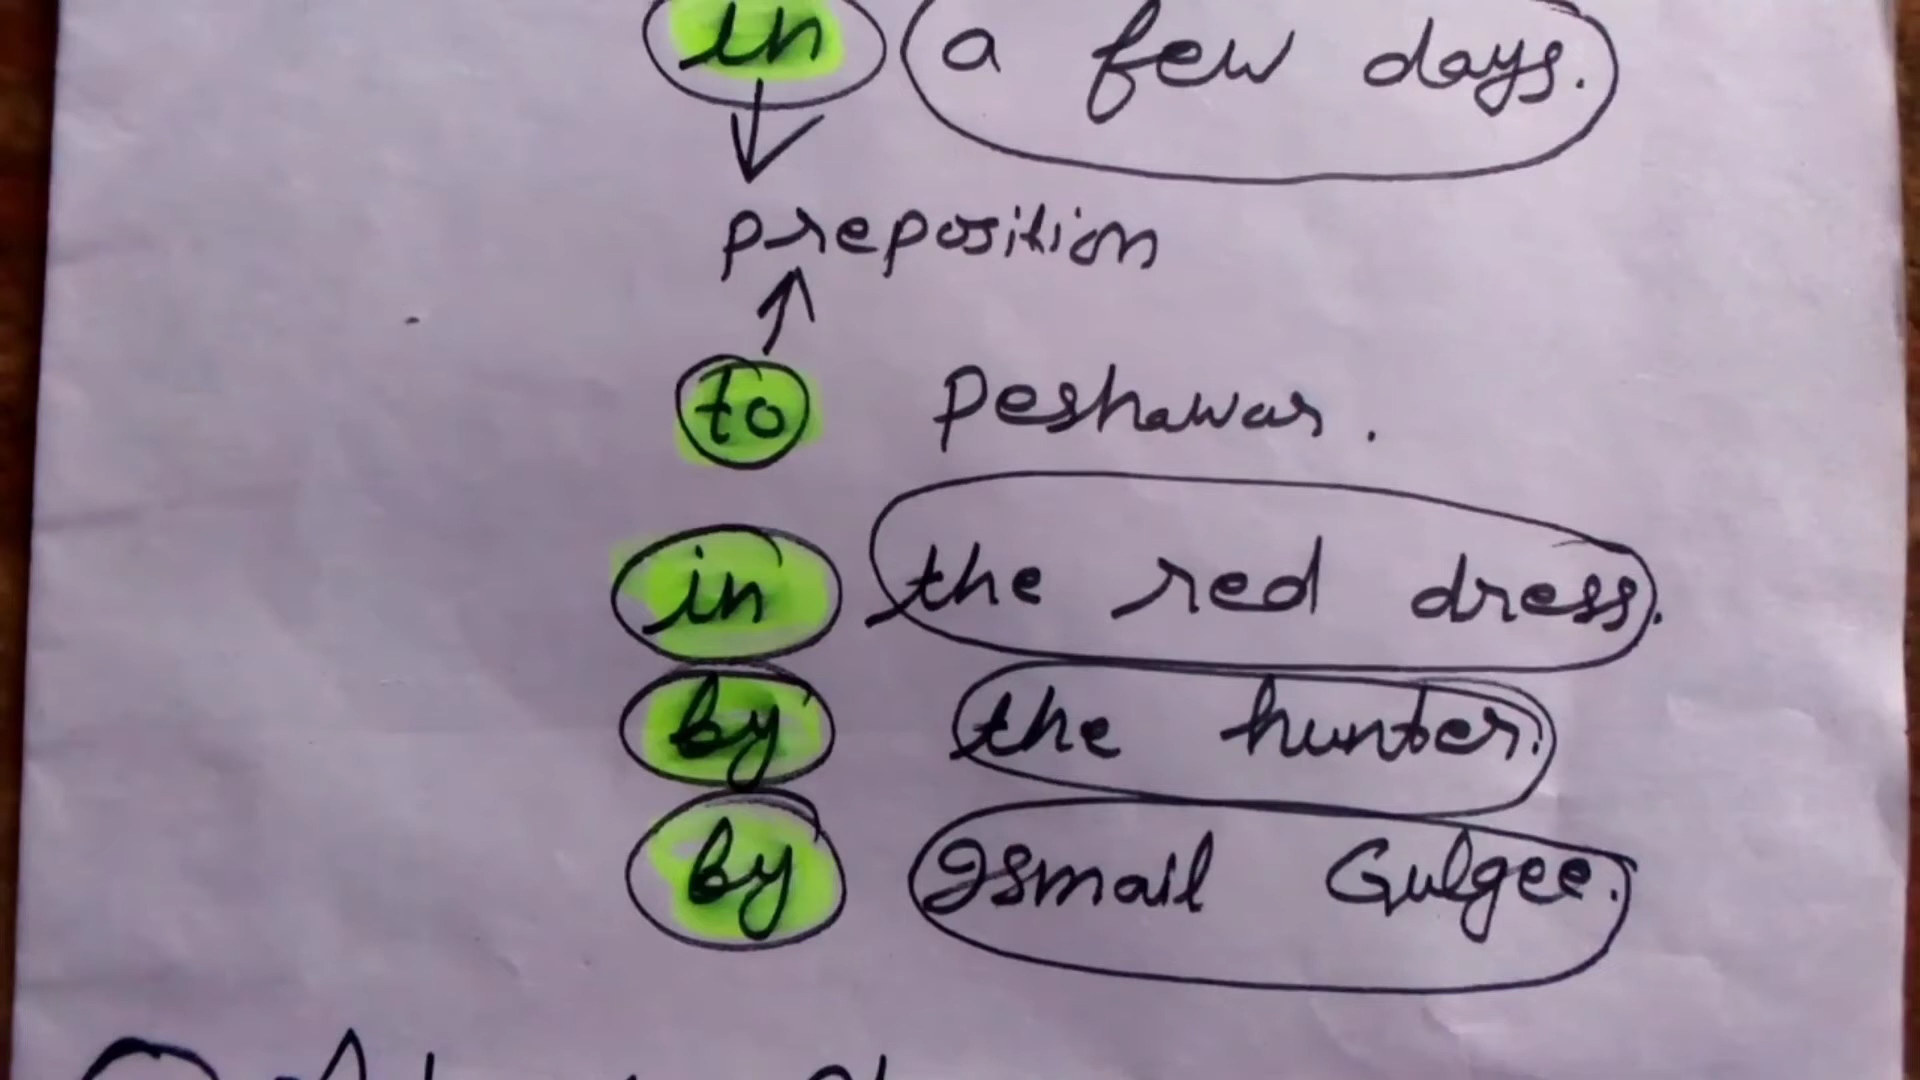 in a few days.
preposition
to Peshawar.
in the red dress.
by the hunter.
by Ismail Gulgee.